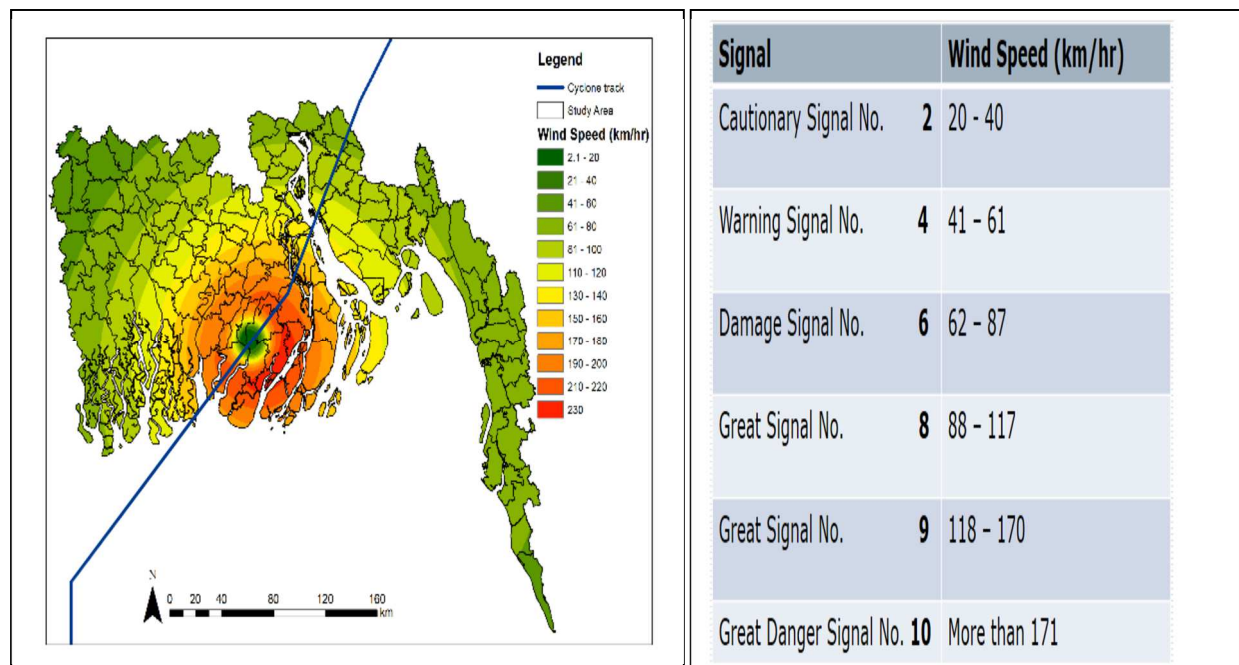 Legend
Cyclone track
Study Area
Wind Speed (km/hr)
2.1 - 20
21 - 40
41 - 60
61 - 80
81 - 100
110 - 120
130 - 140
150 - 160
170 - 180
190 - 200
210 - 220
230
N
0 20 40 80 120 160
km
Signal Wind Speed (km/hr)
Cautionary Signal No. 2 20 - 40
Warning Signal No. 4 41 – 61
Damage Signal No. 6 62 – 87
Great Signal No. 8 88 – 117
Great Signal No. 9 118 – 170
Great Danger Signal No. 10 More than 171